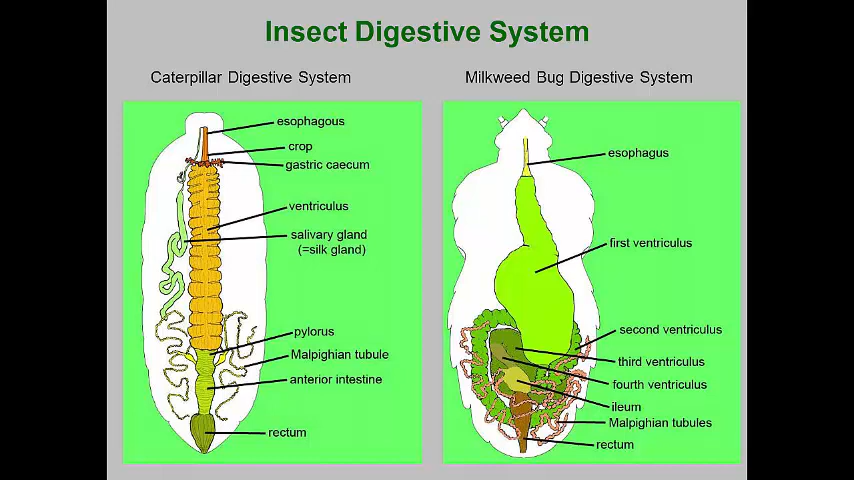 Insect Digestive System
Caterpillar Digestive System
esophagous
crop
gastric caecum
ventriculus
salivary gland
(=silk gland)
pylorus
Malpighian tubule
anterior intestine
rectum
Milkweed Bug Digestive System
esophagus
first ventriculus
second ventriculus
third ventriculus
fourth ventriculus
ileum
Malpighian tubules
rectum